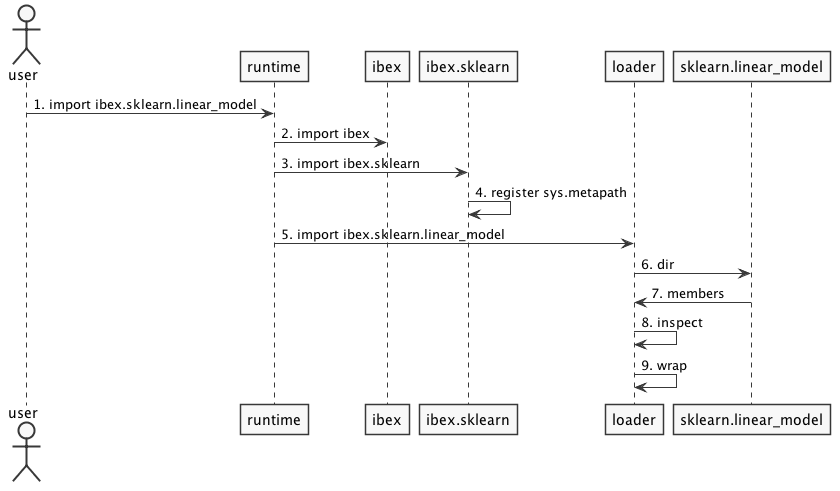 user
runtime
ibex
ibex.sklearn
loader
sklearn.linear_model
1. import ibex.sklearn.linear_model
2. import ibex
3. import ibex.sklearn
4. register sys.metapath
5. import ibex.sklearn.linear_model
6. dir
7. members
8. inspect
9. wrap
user
runtime
ibex
ibex.sklearn
loader
sklearn.linear_model